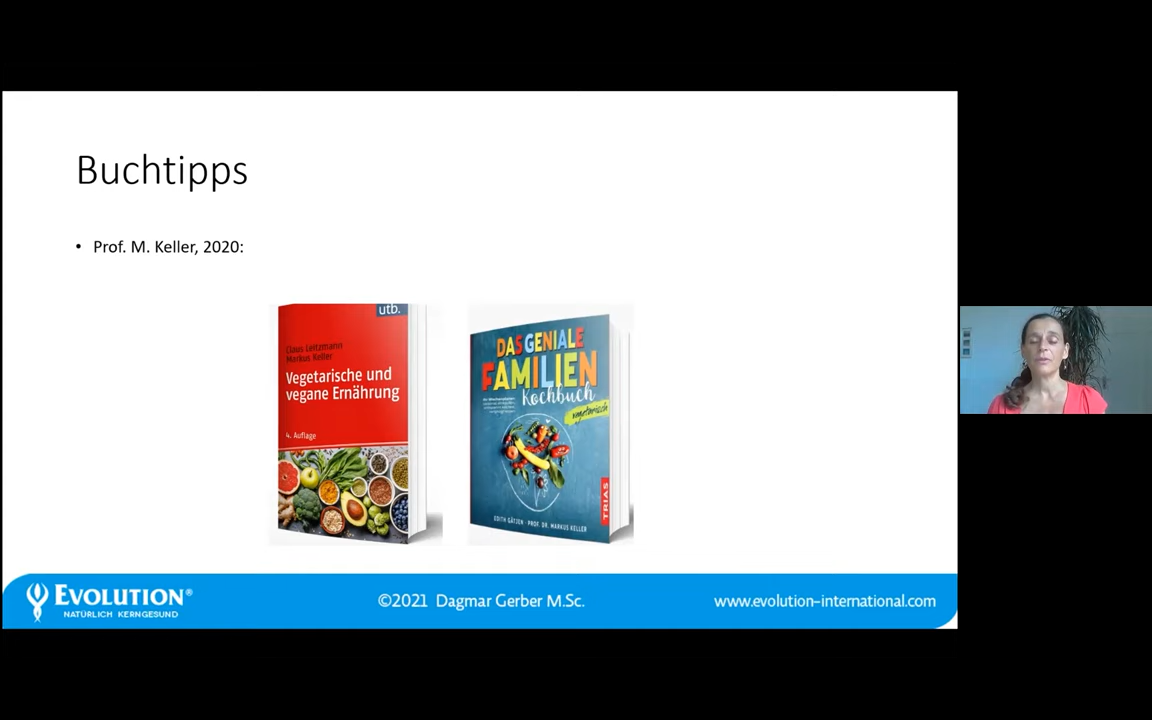 Buchtipps
• Prof. M. Keller, 2020:
utb.
Claus Leitzmann
Markus Keller
Vegetarische und
vegane Ernährung
4. Auflage
DAS GENIALE
FAMILIEN
Kochbuch
vegetarisch
TRIAS
EDITH GÄTJEN · PROF. DR. MARKUS KELLER
EVOLUTION®
NATÜRLICH KERNGESUND
©2021 Dagmar Gerber M.Sc.
www.evolution-international.com